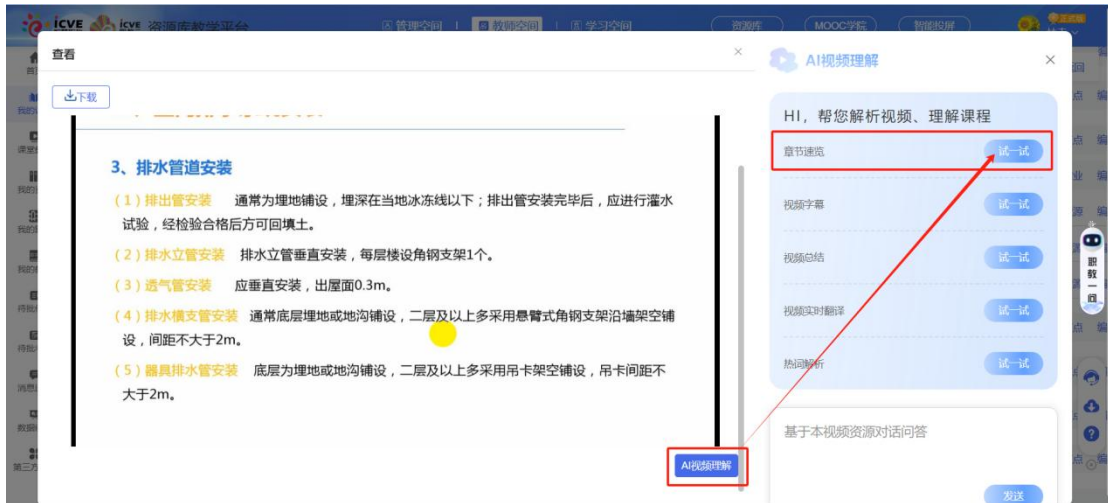 icve icve 资源库教学平台
管理空间 | 教师空间 | 学习空间
资源库
MOOC学院
智能投屏
正式版
查看
下载
3、排水管道安装
（1）排出管安装 通常为埋地铺设，埋深在当地冰冻线以下；排出管安装完毕后，应进行灌水
试验，经检验合格后方可回填土。
（2）排水立管安装 排水立管垂直安装，每层楼设角钢支架1个。
（3）透气管安装 应垂直安装，出屋面0.3m。
（4）排水横支管安装 通常底层埋地或地沟铺设，二层及以上多采用悬臂式角钢支架沿墙架空铺
设，间距不大于2m。
（5）器具排水管安装 底层为埋地或地沟铺设，二层及以上多采用吊卡架空铺设，吊卡间距不
大于2m。
AI视频理解
AI视频理解
HI，帮您解析视频、理解课程
章节速览 试一试
视频字幕 试一试
视频总结 试一试
视频实时翻译 试一试
热词解析 试一试
基于本视频资源对话问答
发送
职教一问